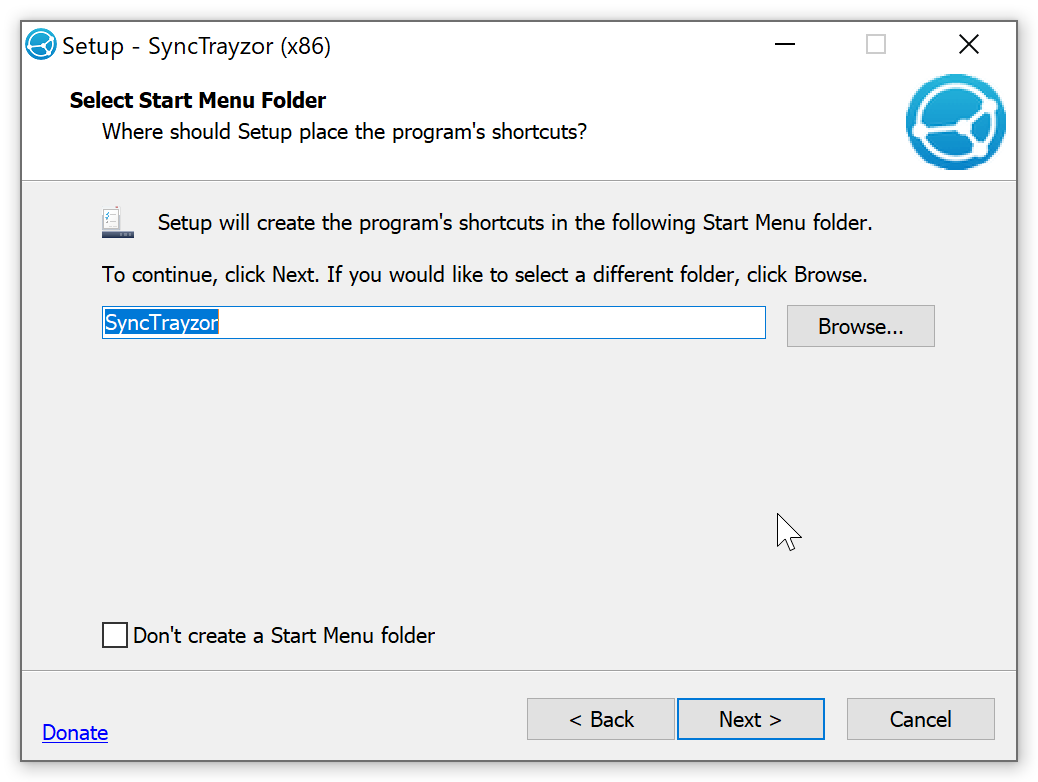 Setup - SyncTrayzor (x86)
Select Start Menu Folder
Where should Setup place the program's shortcuts?
Setup will create the program's shortcuts in the following Start Menu folder.
To continue, click Next. If you would like to select a different folder, click Browse.
SyncTrayzor
Browse...
Don't create a Start Menu folder
Donate
< Back
Next >
Cancel